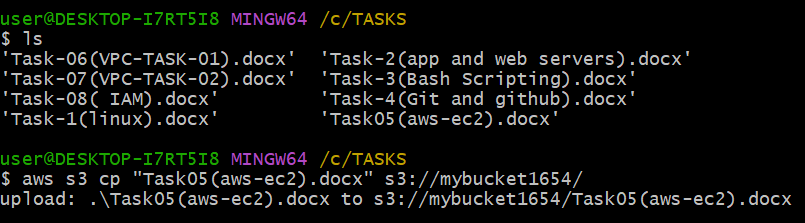 user@DESKTOP-I7RT5I8 MINGW64 /c/TASKS
$ ls
'Task-06(VPC-TASK-01).docx'  'Task-2(app and web servers).docx'
'Task-07(VPC-TASK-02).docx'  'Task-3(Bash Scripting).docx'
'Task-08( IAM).docx'         'Task-4(Git and github).docx'
'Task-1(linux).docx'         'Task05(aws-ec2).docx'
user@DESKTOP-I7RT5I8 MINGW64 /c/TASKS
$ aws s3 cp "Task05(aws-ec2).docx" s3://mybucket1654/
upload: .\Task05(aws-ec2).docx to s3://mybucket1654/Task05(aws-ec2).docx